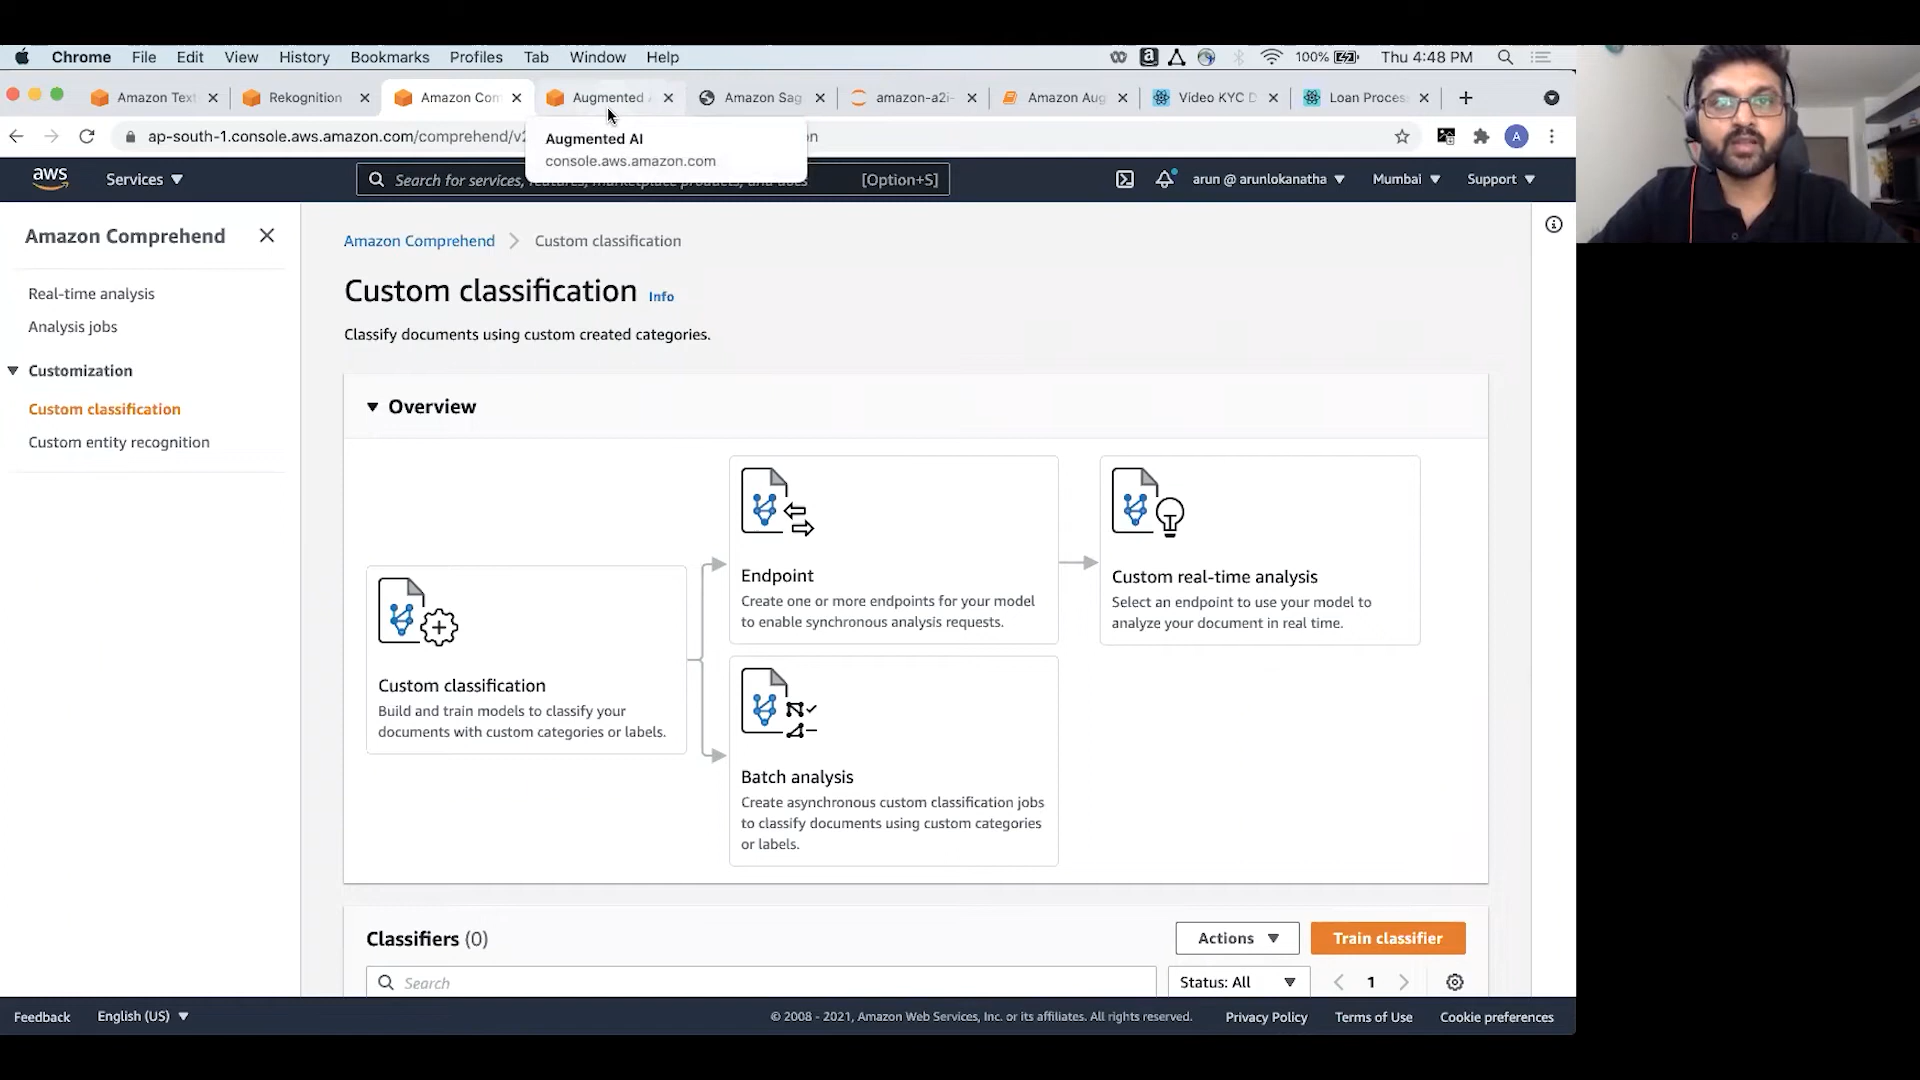 Chrome File Edit View History Bookmarks Profiles Tab Window Help
100% Thu 4:48 PM
Amazon Text
Rekognition
Amazon Com
Augmented
Amazon Sag
amazon-a2i-
Amazon Aug
Video KYC D
Loan Proces
ap-south-1.console.aws.amazon.com/comprehend/v2
A
Augmented AI
console.aws.amazon.com
aws Services
Search for services, features, marketplace products, and docs [Option+S]
arun @ arunlokanatha Mumbai Support
Amazon Comprehend
Real-time analysis
Analysis jobs
Customization
Custom classification
Custom entity recognition
Amazon Comprehend > Custom classification
Custom classification Info
Classify documents using custom created categories.
Overview
Custom classification
Build and train models to classify your
documents with custom categories or labels.
Endpoint
Create one or more endpoints for your model
to enable synchronous analysis requests.
Batch analysis
Create asynchronous custom classification jobs
to classify documents using custom categories
or labels.
Custom real-time analysis
Select an endpoint to use your model to
analyze your document in real time.
Classifiers (0)
Actions
Train classifier
Search
Status: All
1
Feedback English (US)
© 2008 - 2021, Amazon Web Services, Inc. or its affiliates. All rights reserved. Privacy Policy Terms of Use Cookie preferences